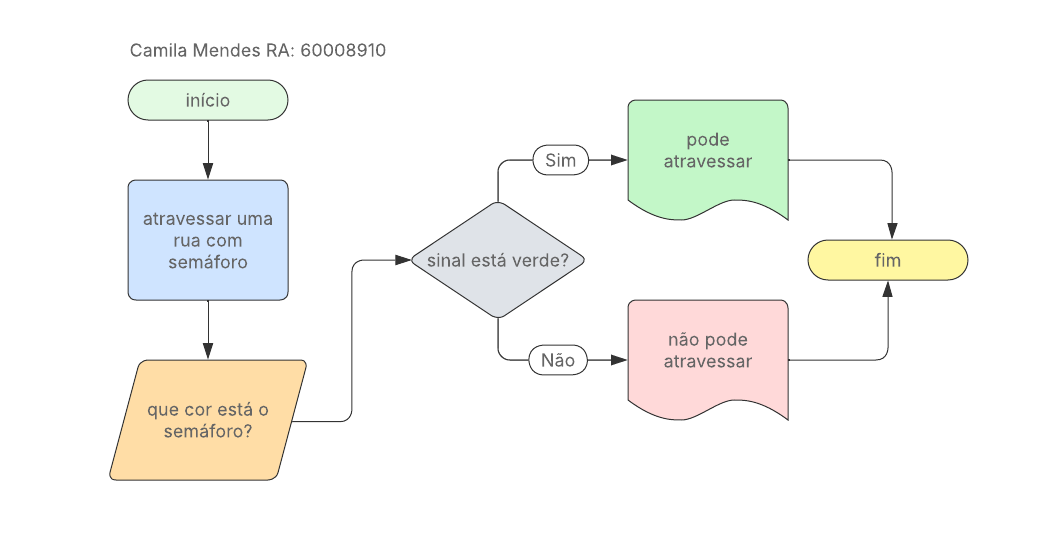 Camila Mendes RA: 60008910
início
atravessar uma
rua com
semáforo
que cor está o
semáforo?
sinal está verde?
Sim
pode
atravessar
Não
não pode
atravessar
fim